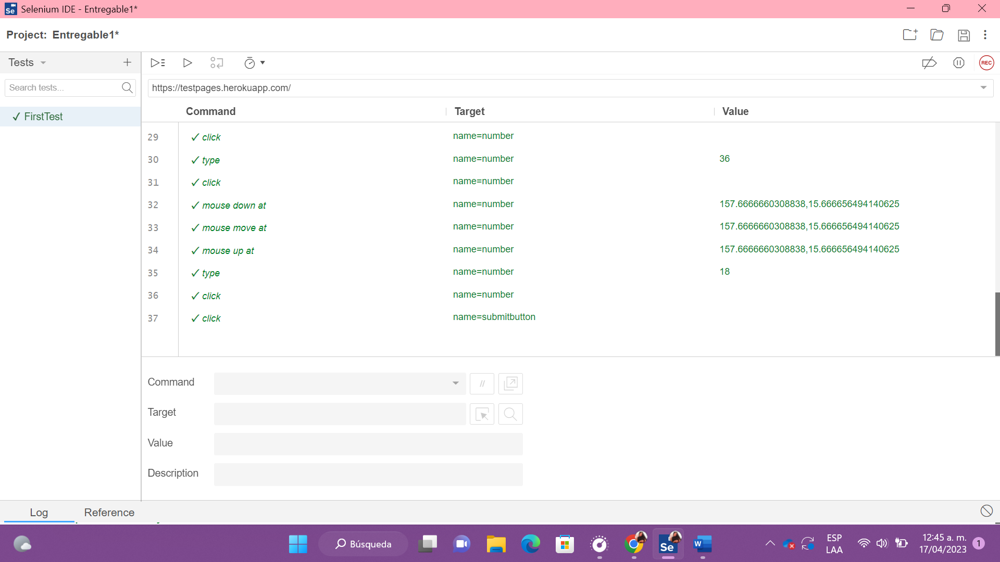 Selenium IDE - Entregable1*
Project: Entregable1*
Tests
REC
Search tests...
https://testpages.herokuapp.com/
✓ FirstTest
Command Target Value
29 ✓ click name=number
30 ✓ type name=number 36
31 ✓ click name=number
32 ✓ mouse down at name=number 157.6666660308838,15.666656494140625
33 ✓ mouse move at name=number 157.6666660308838,15.666656494140625
34 ✓ mouse up at name=number 157.6666660308838,15.666656494140625
35 ✓ type name=number 18
36 ✓ click name=number
37 ✓ click name=submitbutton
Command //
Target
Value
Description
Log Reference
Búsqueda
Se
W
ESP
LAA
12:45 a. m.
17/04/2023
1